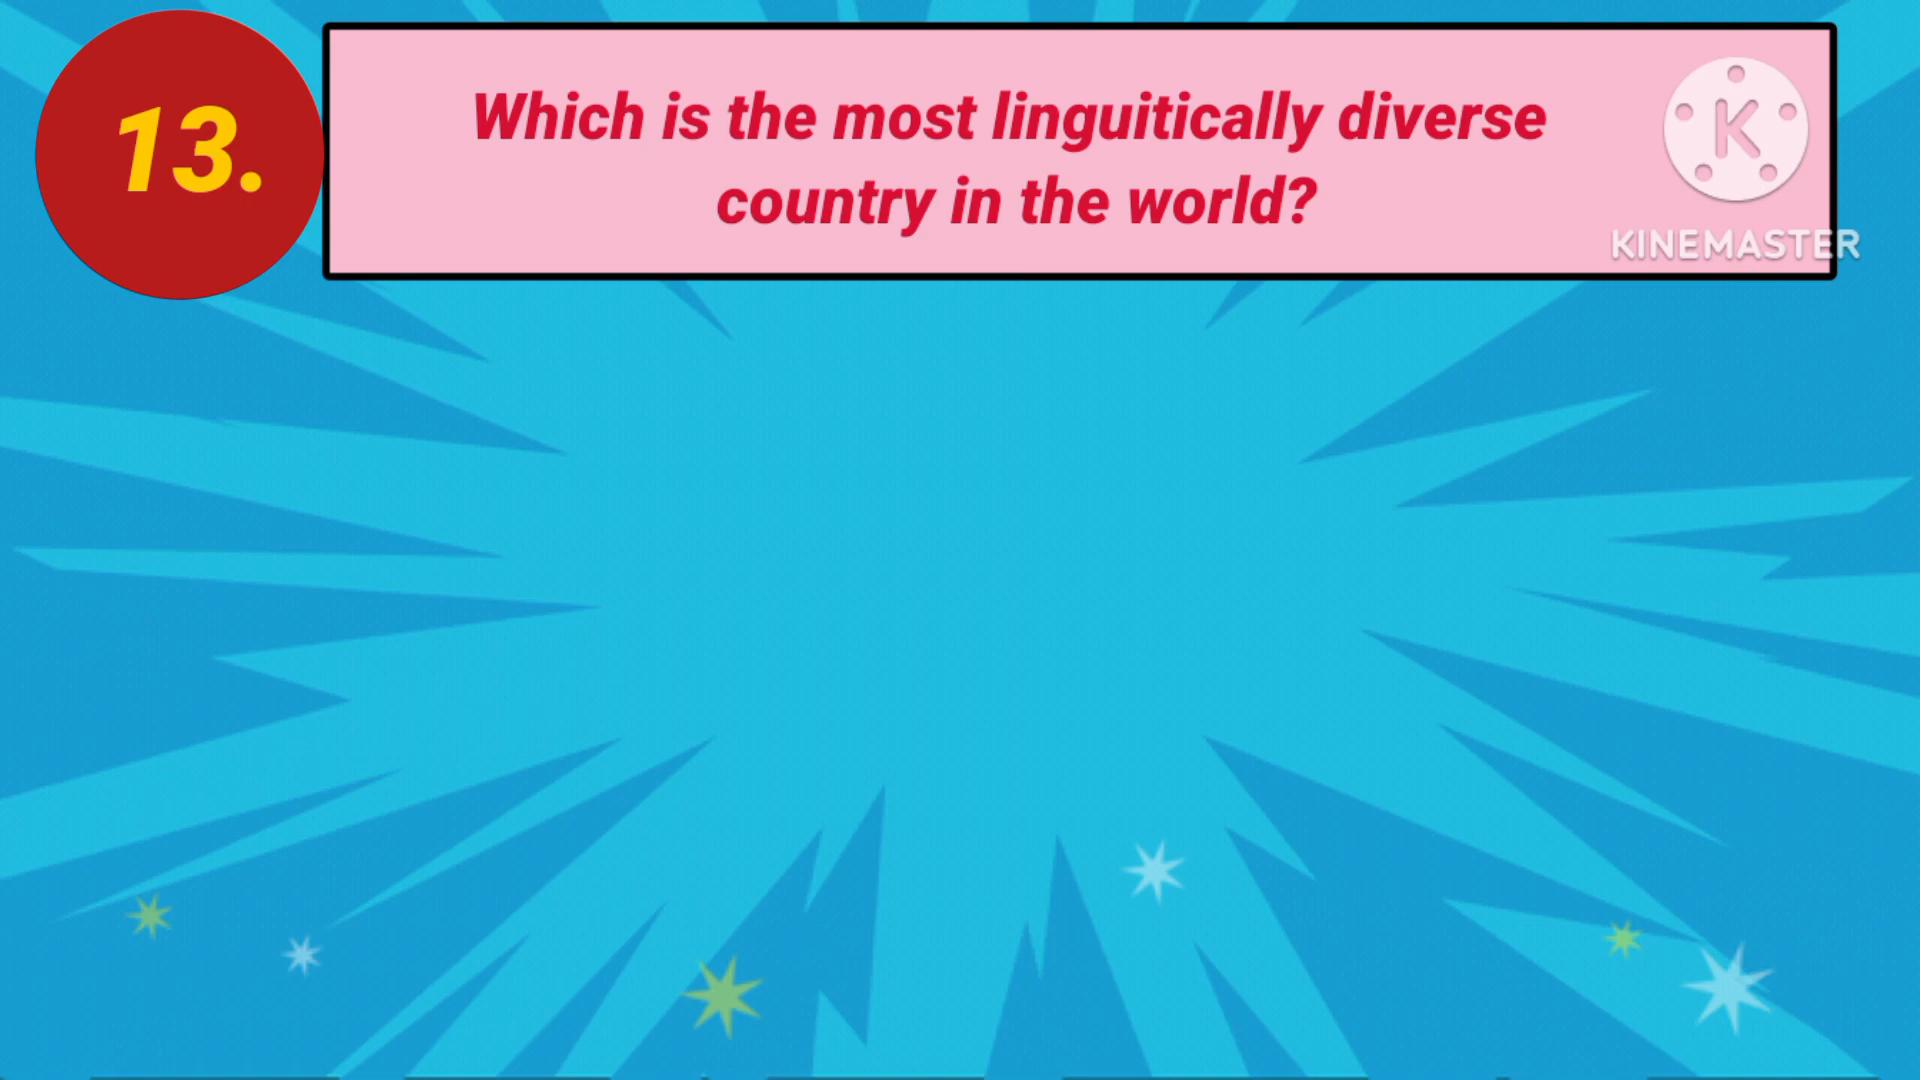 13.
Which is the most linguitically diverse
country in the world?
K
KINEMASTER